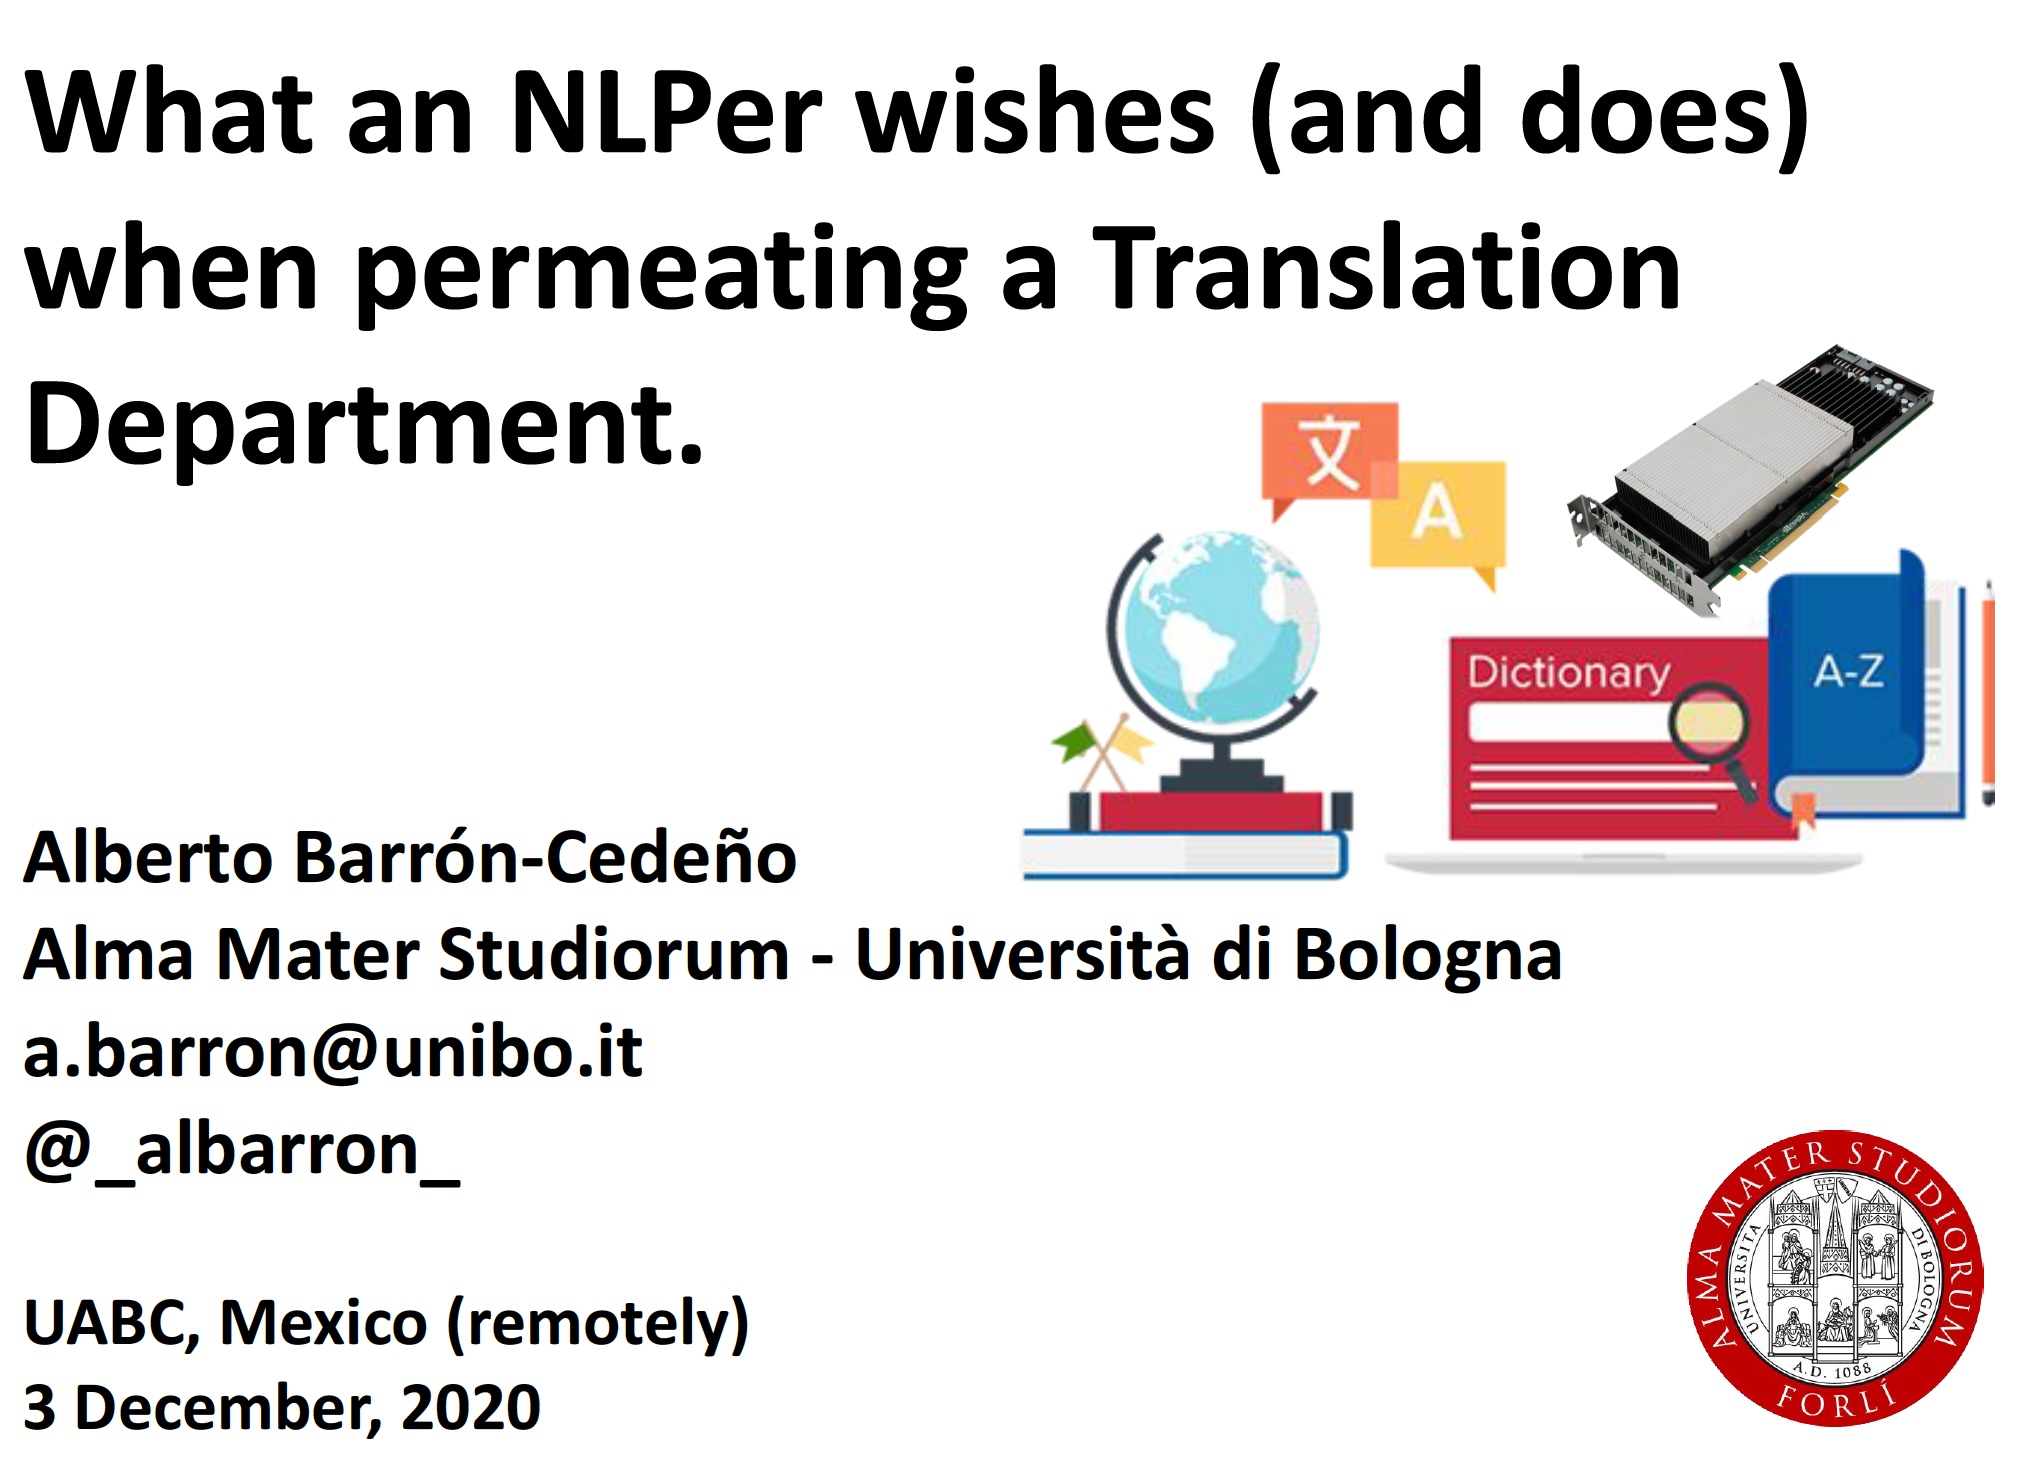 What an NLPer wishes (and does)
when permeating a Translation
Department.
文
A
Dictionary
A-Z
Alberto Barrón-Cedeño
Alma Mater Studiorum - Università di Bologna
a.barron@unibo.it
@_albarron_
UABC, Mexico (remotely)
3 December, 2020
ALMA MATER STUDIORUM
UNIVERSITA DI BOLOGNA
A.D. 1088
FORLÍ